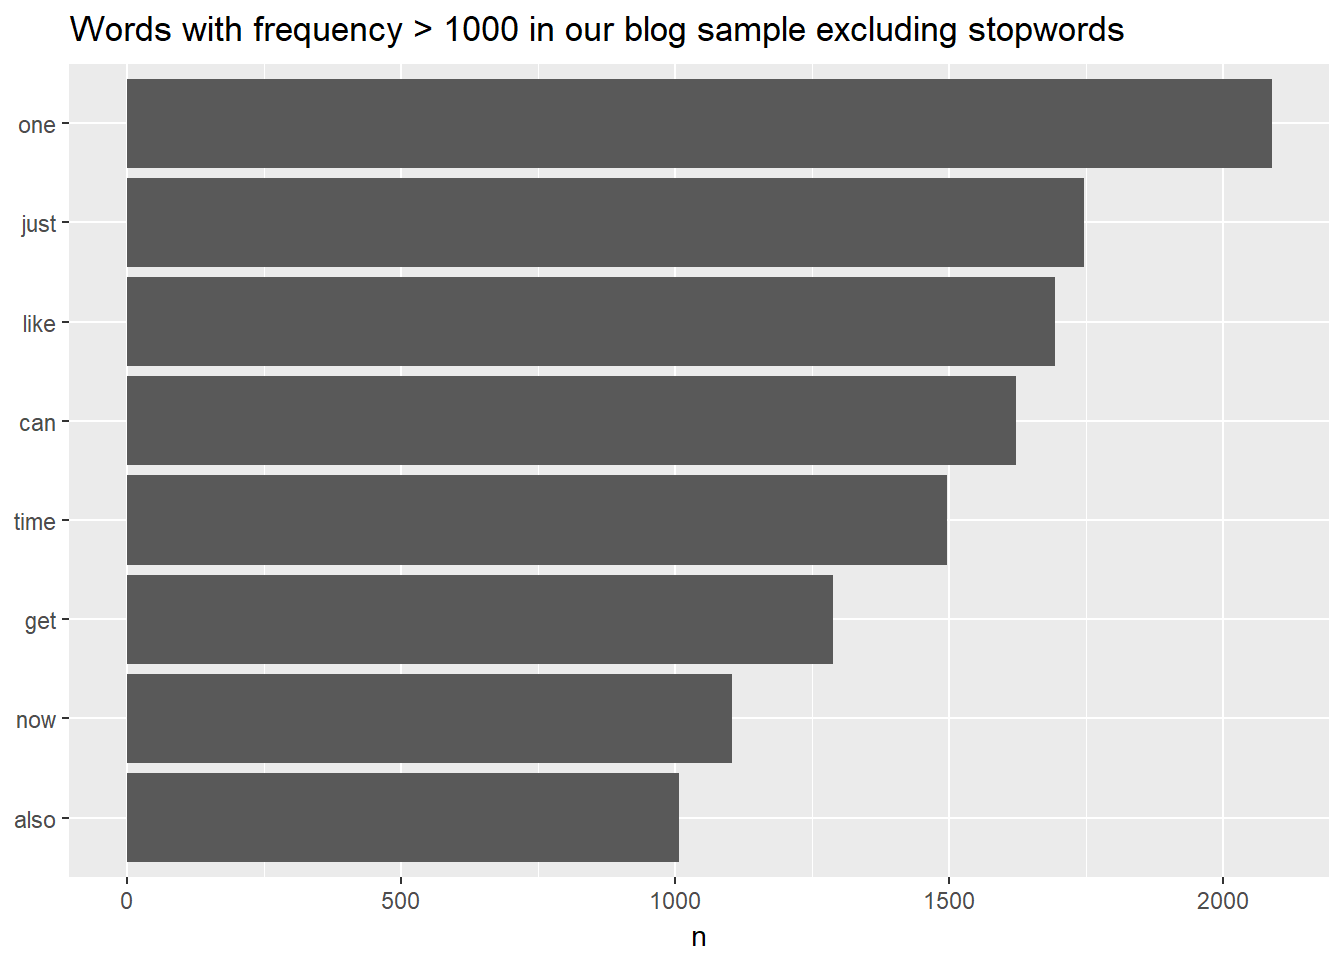 Words with frequency > 1000 in our blog sample excluding stopwords
one
just
like
can
time
get
now
also
0 500 1000 1500 2000
n